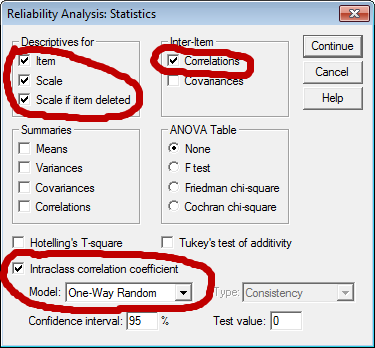 Reliability Analysis: Statistics
Descriptives for
Item
Scale
Scale if item deleted
Inter-Item
Correlations
Covariances
Continue
Cancel
Help
Summaries
Means
Variances
Covariances
Correlations
ANOVA Table
None
F test
Friedman chi-square
Cochran chi-square
Hotelling's T-square
Tukey's test of additivity
Intraclass correlation coefficient
Model: One-Way Random Type: Consistency
Confidence interval: 95 % Test value: 0